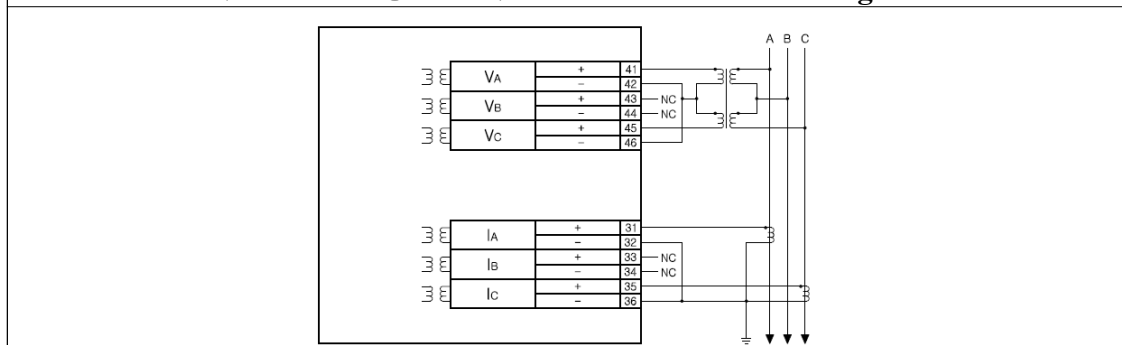 A B C
VA + 41
− 42
VB + 43 NC
− 44 NC
VC + 45
− 46
IA + 31
− 32
IB + 33 NC
− 34 NC
IC + 35
− 36